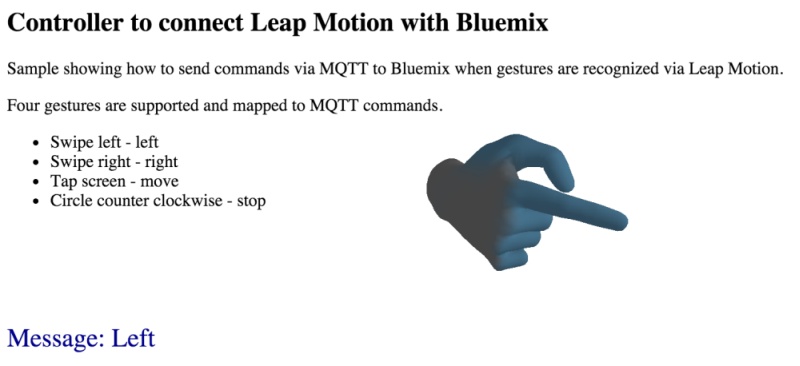 Controller to connect Leap Motion with Bluemix
Sample showing how to send commands via MQTT to Bluemix when gestures are recognized via Leap Motion.
Four gestures are supported and mapped to MQTT commands.
• Swipe left - left
• Swipe right - right
• Tap screen - move
• Circle counter clockwise - stop
Message: Left